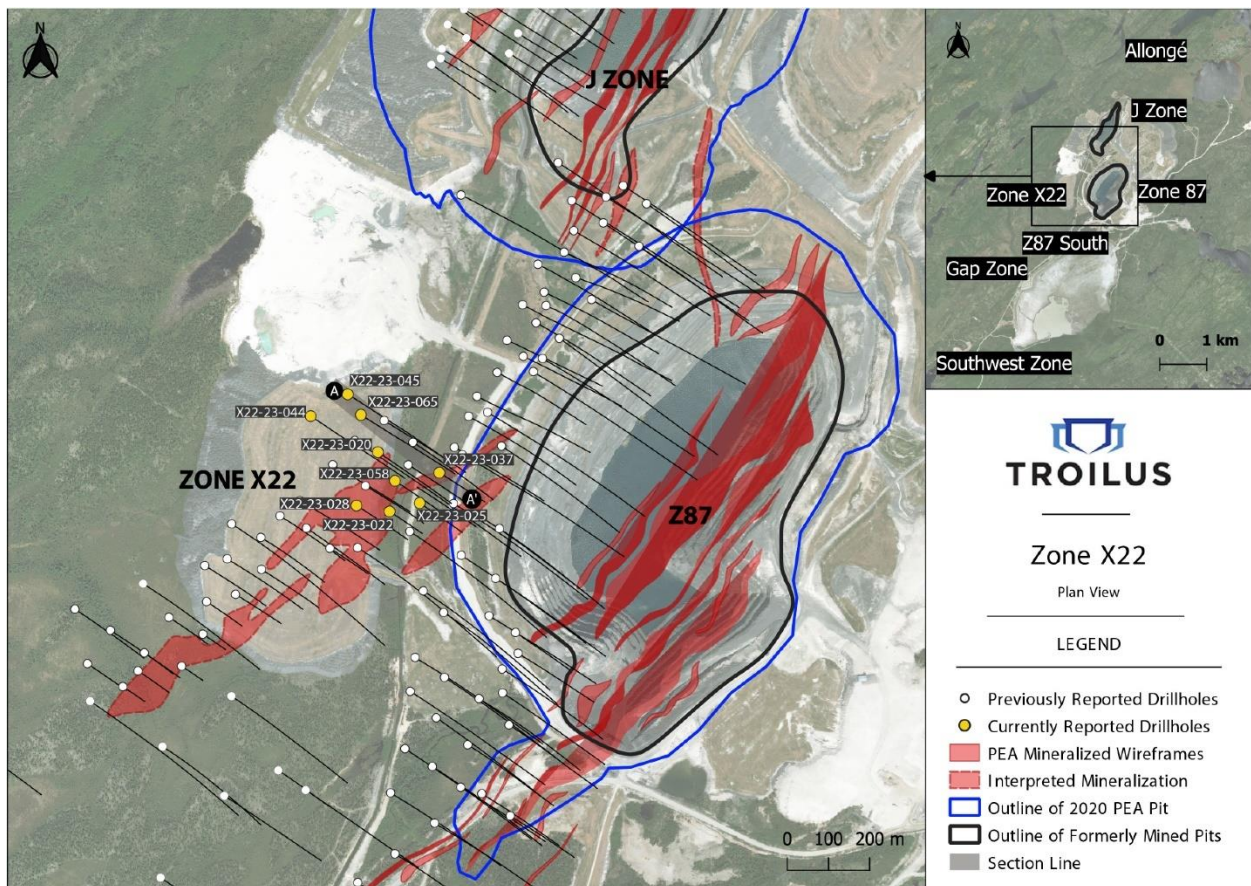 N
J ZONE
A
X22-23-045
X22-23-065
X22-23-044
X22-23-020
X22-23-037
X22-23-058
ZONE X22
A'
X22-23-028
X22-23-025
X22-23-022
Z87
0 100 200 m
N
Allongé
J Zone
Zone X22
Zone 87
Z87 South
Gap Zone
0 1 km
Southwest Zone
TROILUS
Zone X22
Plan View
LEGEND
Previously Reported Drillholes
Currently Reported Drillholes
PEA Mineralized Wireframes
Interpreted Mineralization
Outline of 2020 PEA Pit
Outline of Formerly Mined Pits
Section Line